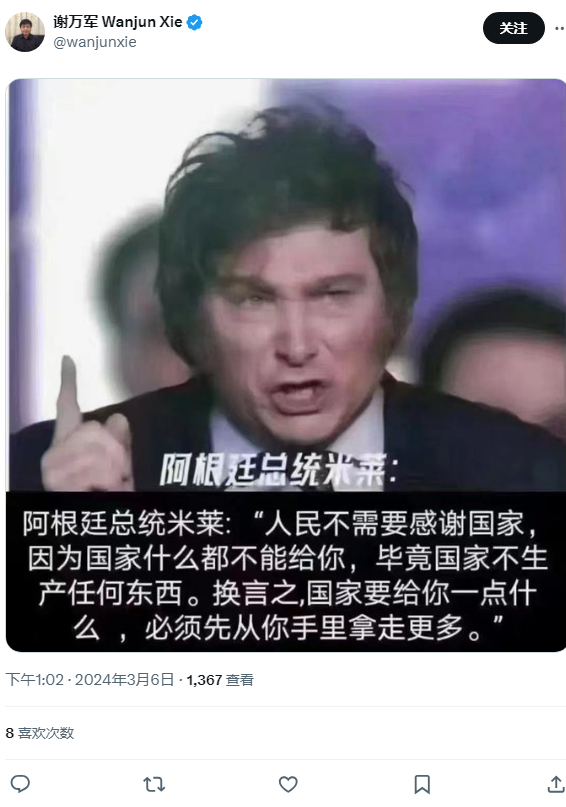 谢万军 Wanjun Xie
@wanjunxie
关注
阿根廷总统米莱：
阿根廷总统米莱：“人民不需要感谢国家，
因为国家什么都不能给你，毕竟国家不生
产任何东西。换言之,国家要给你一点什
么 ，必须先从你手里拿走更多。”
下午1:02 · 2024年3月6日 · 1,367 查看
8 喜欢次数